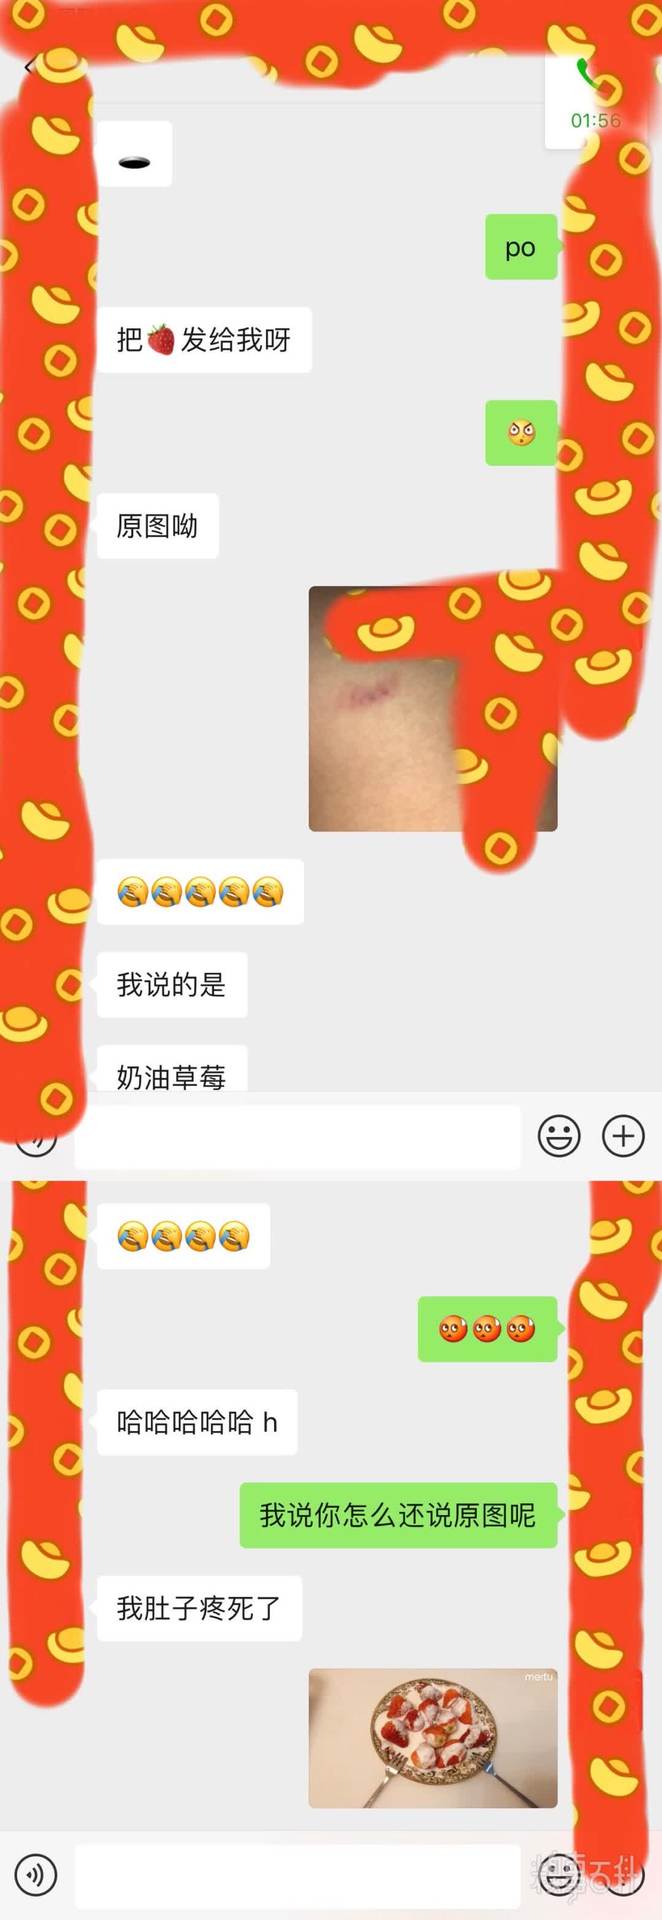 01:56
po
把🍓发给我呀
原图呦
我说的是
奶油草莓
哈哈哈哈哈 h
我说你怎么还说原图呢
我肚子疼死了
meitu